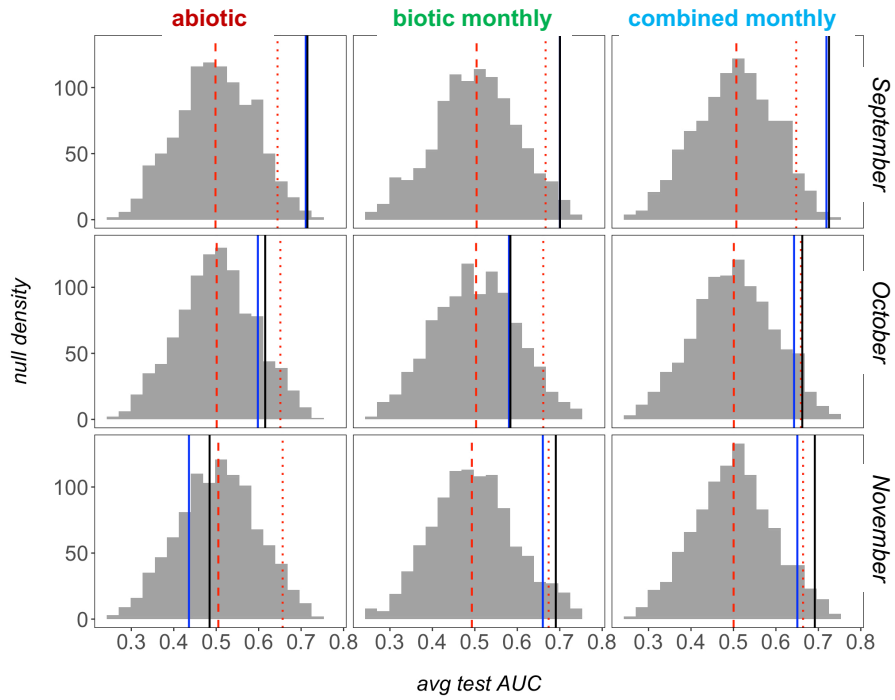 abiotic
biotic monthly
combined monthly
100
50
0
September
100
50
0
October
100
50
0
November
null density
0.3 0.4 0.5 0.6 0.7 0.8
0.3 0.4 0.5 0.6 0.7 0.8
0.3 0.4 0.5 0.6 0.7 0.8
avg test AUC